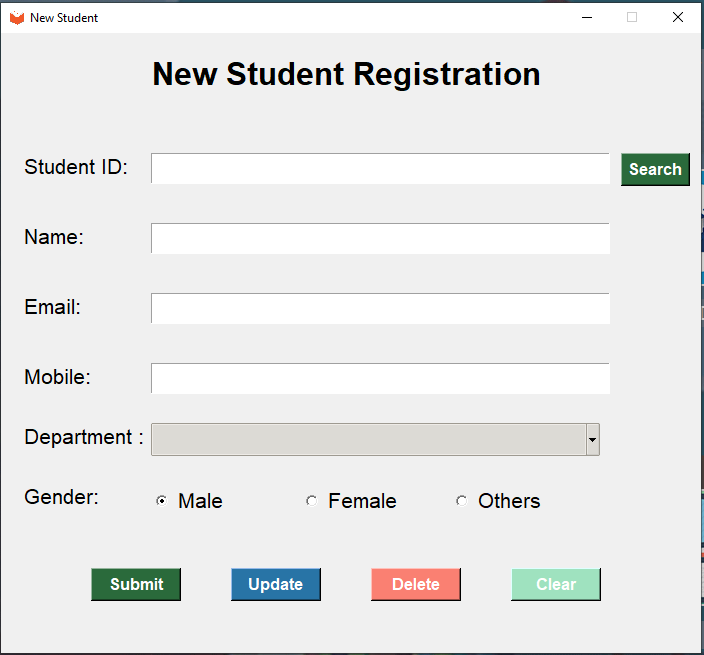 New Student
New Student Registration
Student ID:
Search
Name:
Email:
Mobile:
Department :
Gender:
Male
Female
Others
Submit
Update
Delete
Clear